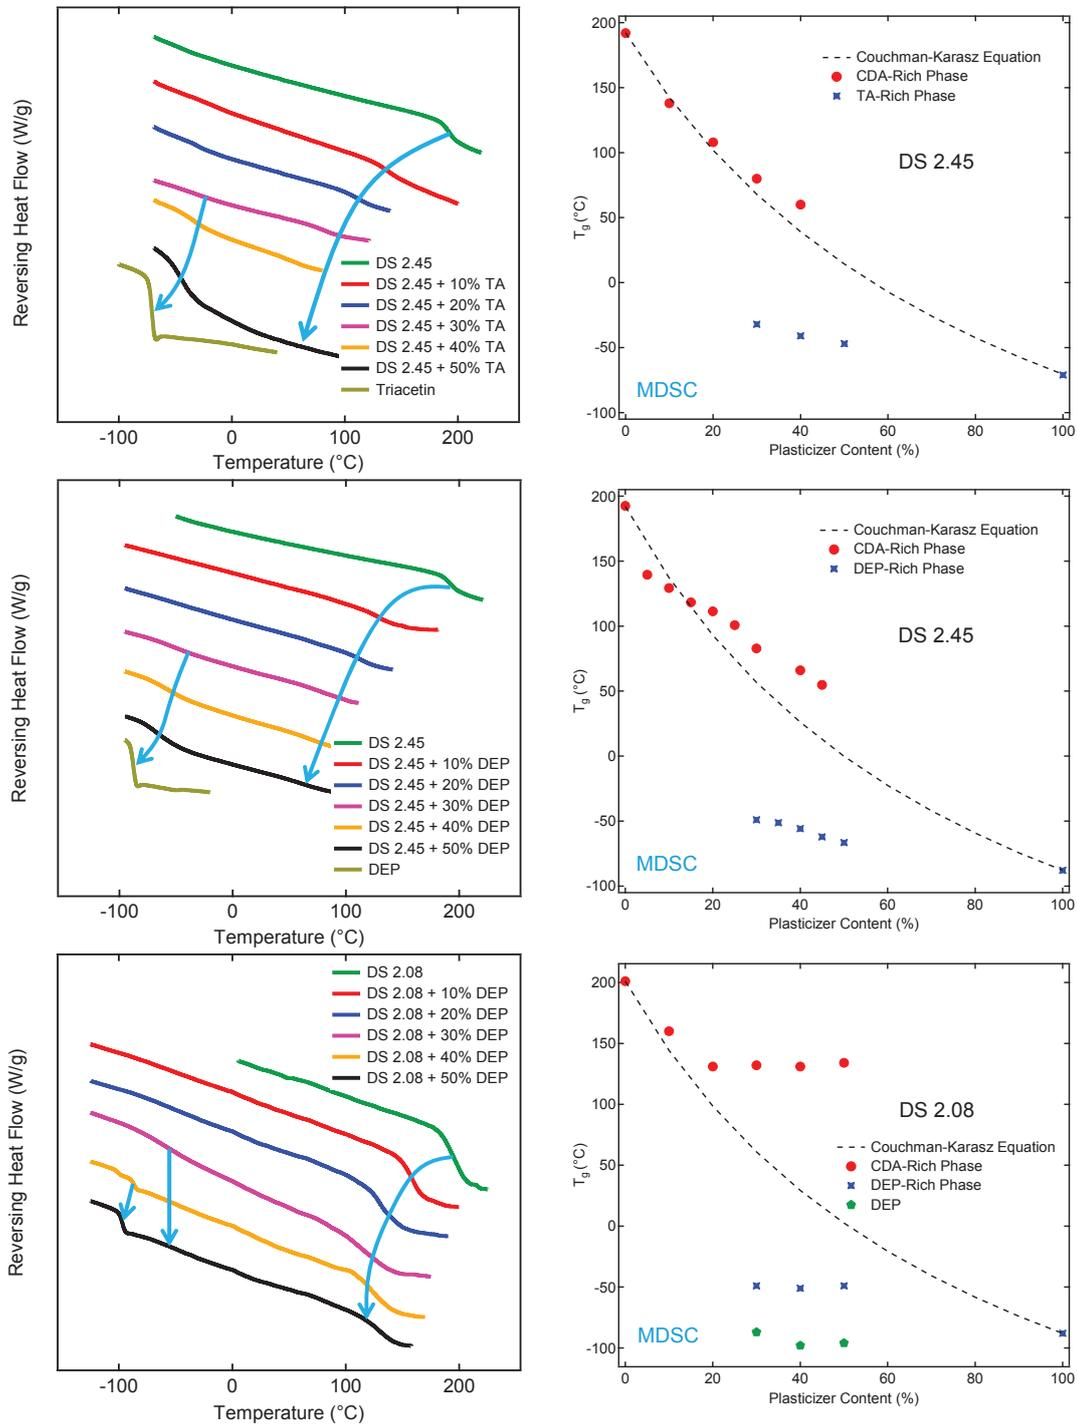 Reversing Heat Flow (W/g)
DS 2.45
DS 2.45 + 10% TA
DS 2.45 + 20% TA
DS 2.45 + 30% TA
DS 2.45 + 40% TA
DS 2.45 + 50% TA
Triacetin
-100 0 100 200
Temperature (°C)
200
150
100
50
0
-50
-100
Tg (°C)
Couchman-Karasz Equation
CDA-Rich Phase
TA-Rich Phase
DS 2.45
MDSC
0 20 40 60 80 100
Plasticizer Content (%)
Reversing Heat Flow (W/g)
DS 2.45
DS 2.45 + 10% DEP
DS 2.45 + 20% DEP
DS 2.45 + 30% DEP
DS 2.45 + 40% DEP
DS 2.45 + 50% DEP
DEP
-100 0 100 200
Temperature (°C)
200
150
100
50
0
-50
-100
Tg (°C)
Couchman-Karasz Equation
CDA-Rich Phase
DEP-Rich Phase
DS 2.45
MDSC
0 20 40 60 80 100
Plasticizer Content (%)
Reversing Heat Flow (W/g)
DS 2.08
DS 2.08 + 10% DEP
DS 2.08 + 20% DEP
DS 2.08 + 30% DEP
DS 2.08 + 40% DEP
DS 2.08 + 50% DEP
-100 0 100 200
Temperature (°C)
200
150
100
50
0
-50
-100
Tg (°C)
DS 2.08
Couchman-Karasz Equation
CDA-Rich Phase
DEP-Rich Phase
DEP
MDSC
0 20 40 60 80 100
Plasticizer Content (%)